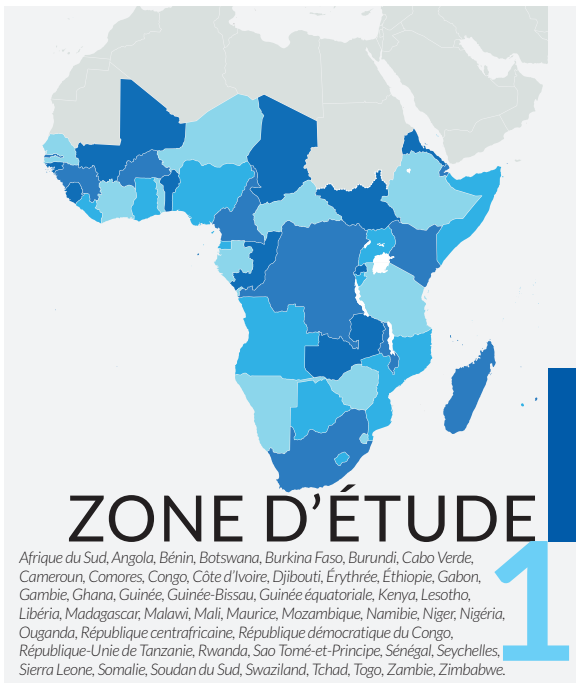 ZONE D'ÉTUDE
1
Afrique du Sud, Angola, Bénin, Botswana, Burkina Faso, Burundi, Cabo Verde,
Cameroun, Comores, Congo, Côte d'Ivoire, Djibouti, Érythrée, Éthiopie, Gabon,
Gambie, Ghana, Guinée, Guinée-Bissau, Guinée équatoriale, Kenya, Lesotho,
Libéria, Madagascar, Malawi, Mali, Maurice, Mozambique, Namibie, Niger, Nigéria,
Ouganda, République centrafricaine, République démocratique du Congo,
République-Unie de Tanzanie, Rwanda, Sao Tomé-et-Principe, Sénégal, Seychelles,
Sierra Leone, Somalie, Soudan du Sud, Swaziland, Tchad, Togo, Zambie, Zimbabwe.